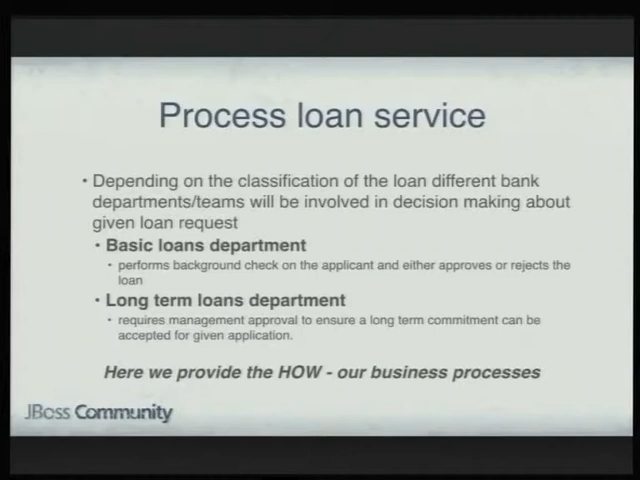 Process loan service
• Depending on the classification of the loan different bank
departments/teams will be involved in decision making about
given loan request
• Basic loans department
• performs background check on the applicant and either approves or rejects the
loan
• Long term loans department
• requires management approval to ensure a long term commitment can be
accepted for given application.
Here we provide the HOW - our business processes
JBoss Community